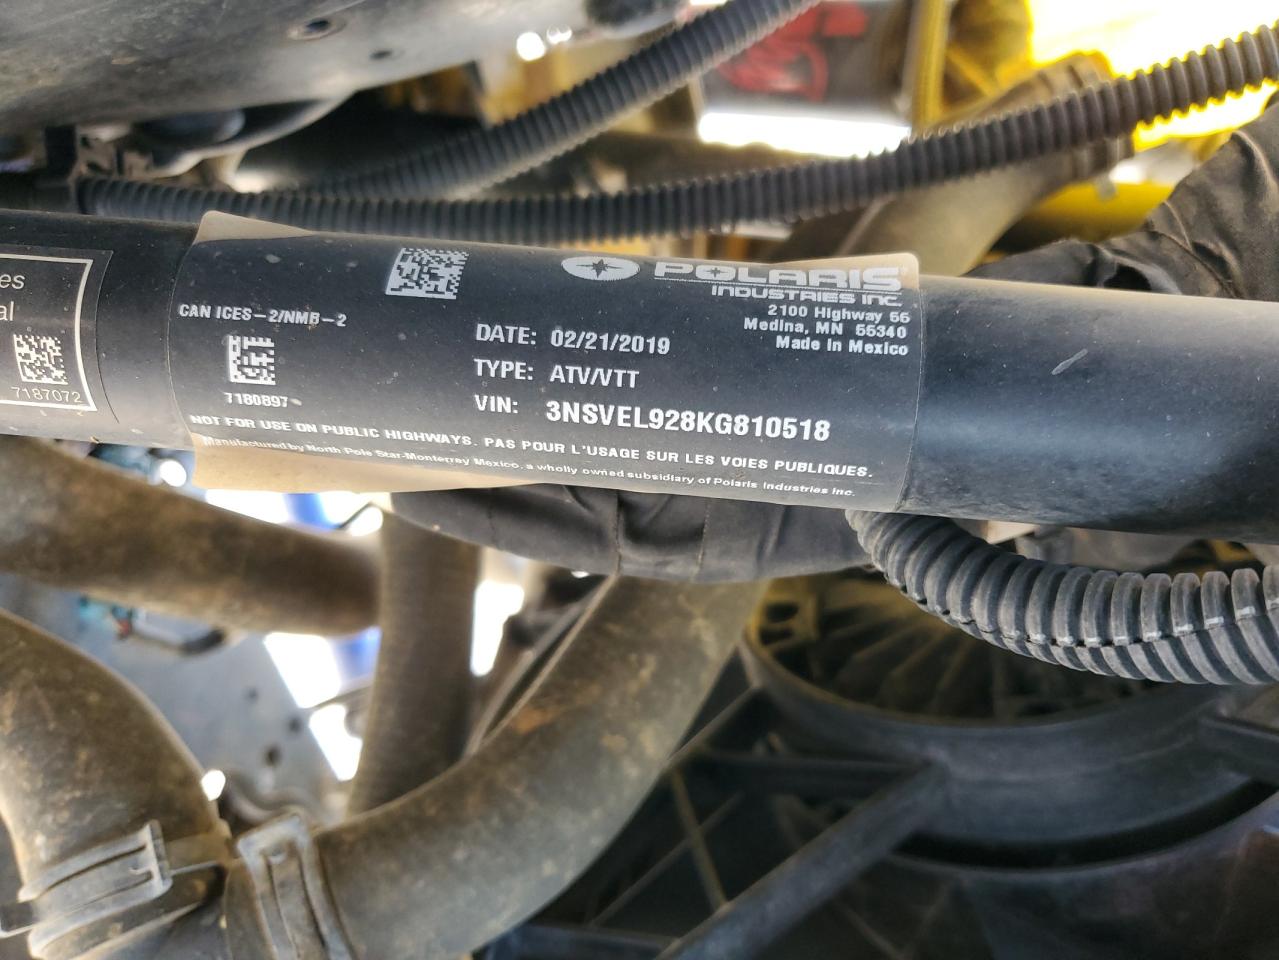 es
al
7187072
CAN ICES-2/NMB-2
7180897
POLARIS
INDUSTRIES INC.
2100 Highway 55
Medina, MN 55340
Made in Mexico
DATE: 02/21/2019
TYPE: ATV/VTT
VIN: 3NSVEL928KG810518
NOT FOR USE ON PUBLIC HIGHWAYS. PAS POUR L'USAGE SUR LES VOIES PUBLIQUES.
Manufactured by North Pole Star-Monterrey Mexico, a wholly owned subsidiary of Polaris Industries Inc.